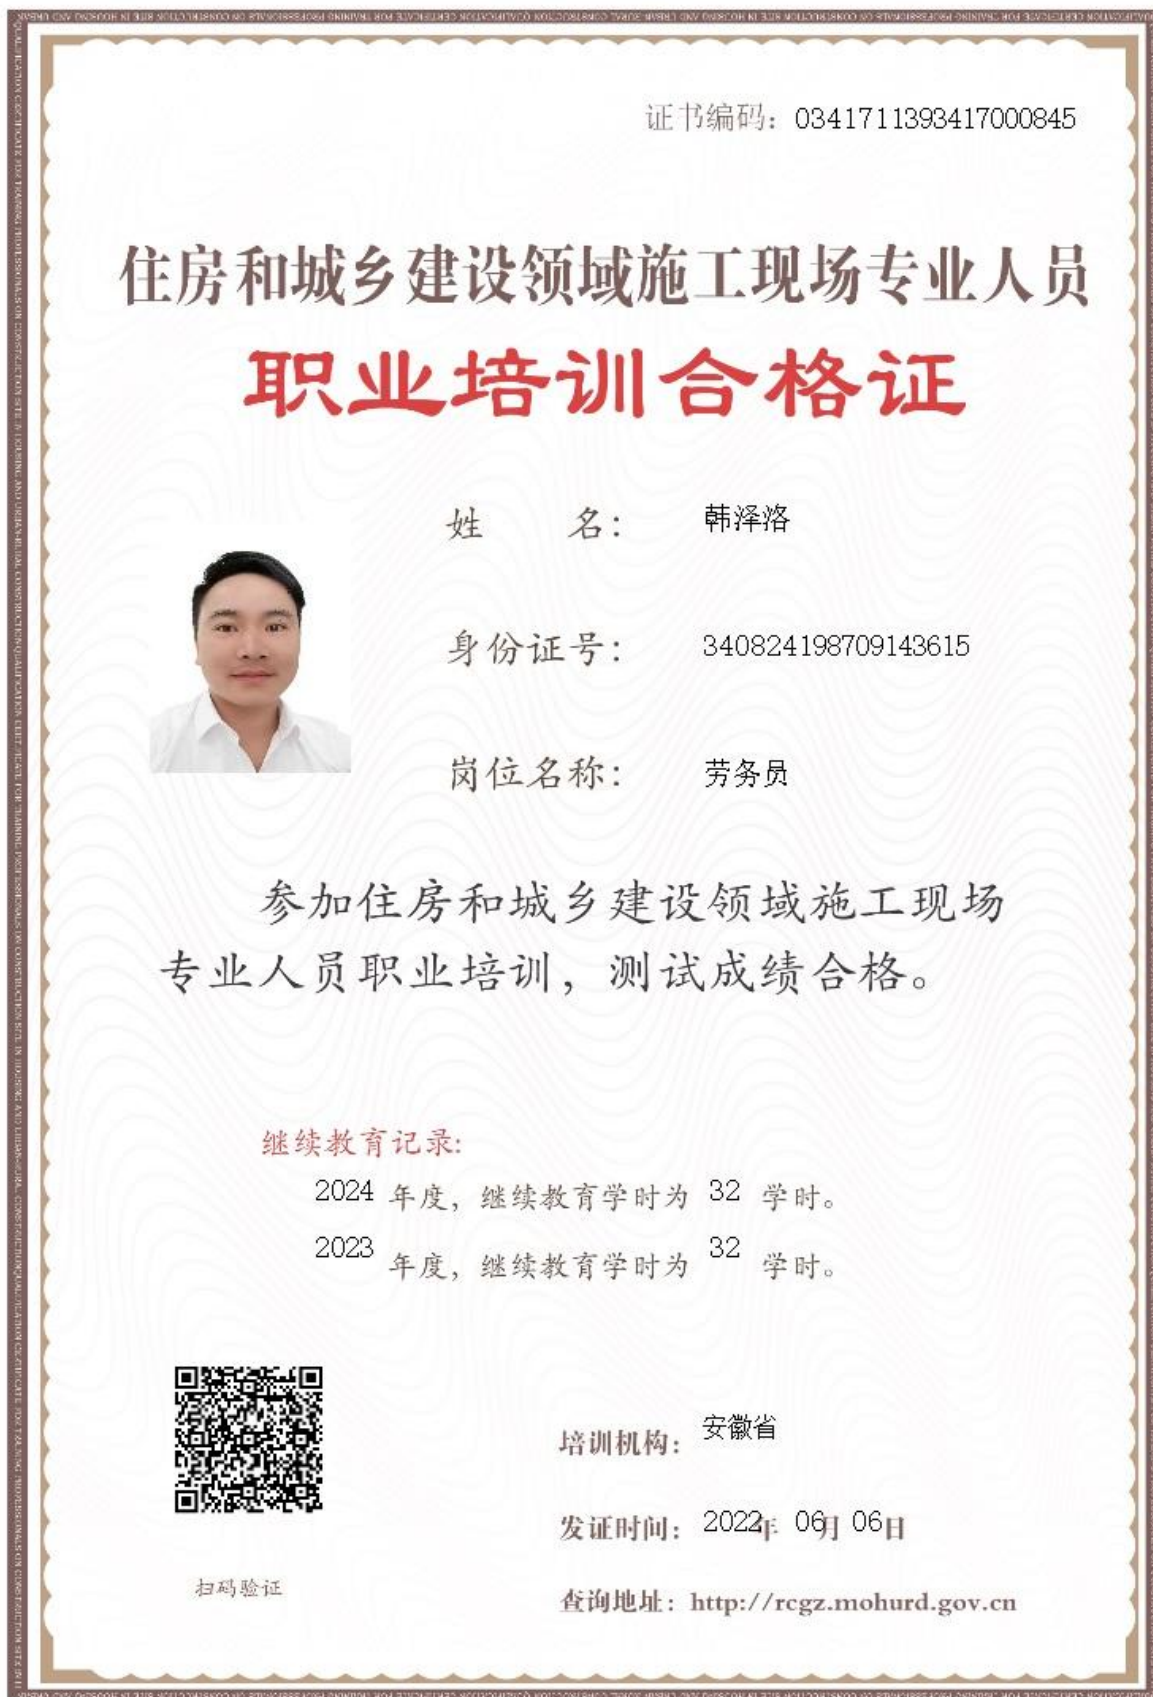 证书编码：0341711393417000845
住房和城乡建设领域施工现场专业人员
职业培训合格证
姓 名： 韩泽洛
身份证号： 340824198709143615
岗位名称： 劳务员
参加住房和城乡建设领域施工现场
专业人员职业培训，测试成绩合格。
继续教育记录:
2024 年度，继续教育学时为 32 学时。
2023 年度，继续教育学时为 32 学时。
培训机构： 安徽省
发证时间： 2022年 06月 06日
扫码验证
查询地址：http://rcgz.mohurd.gov.cn